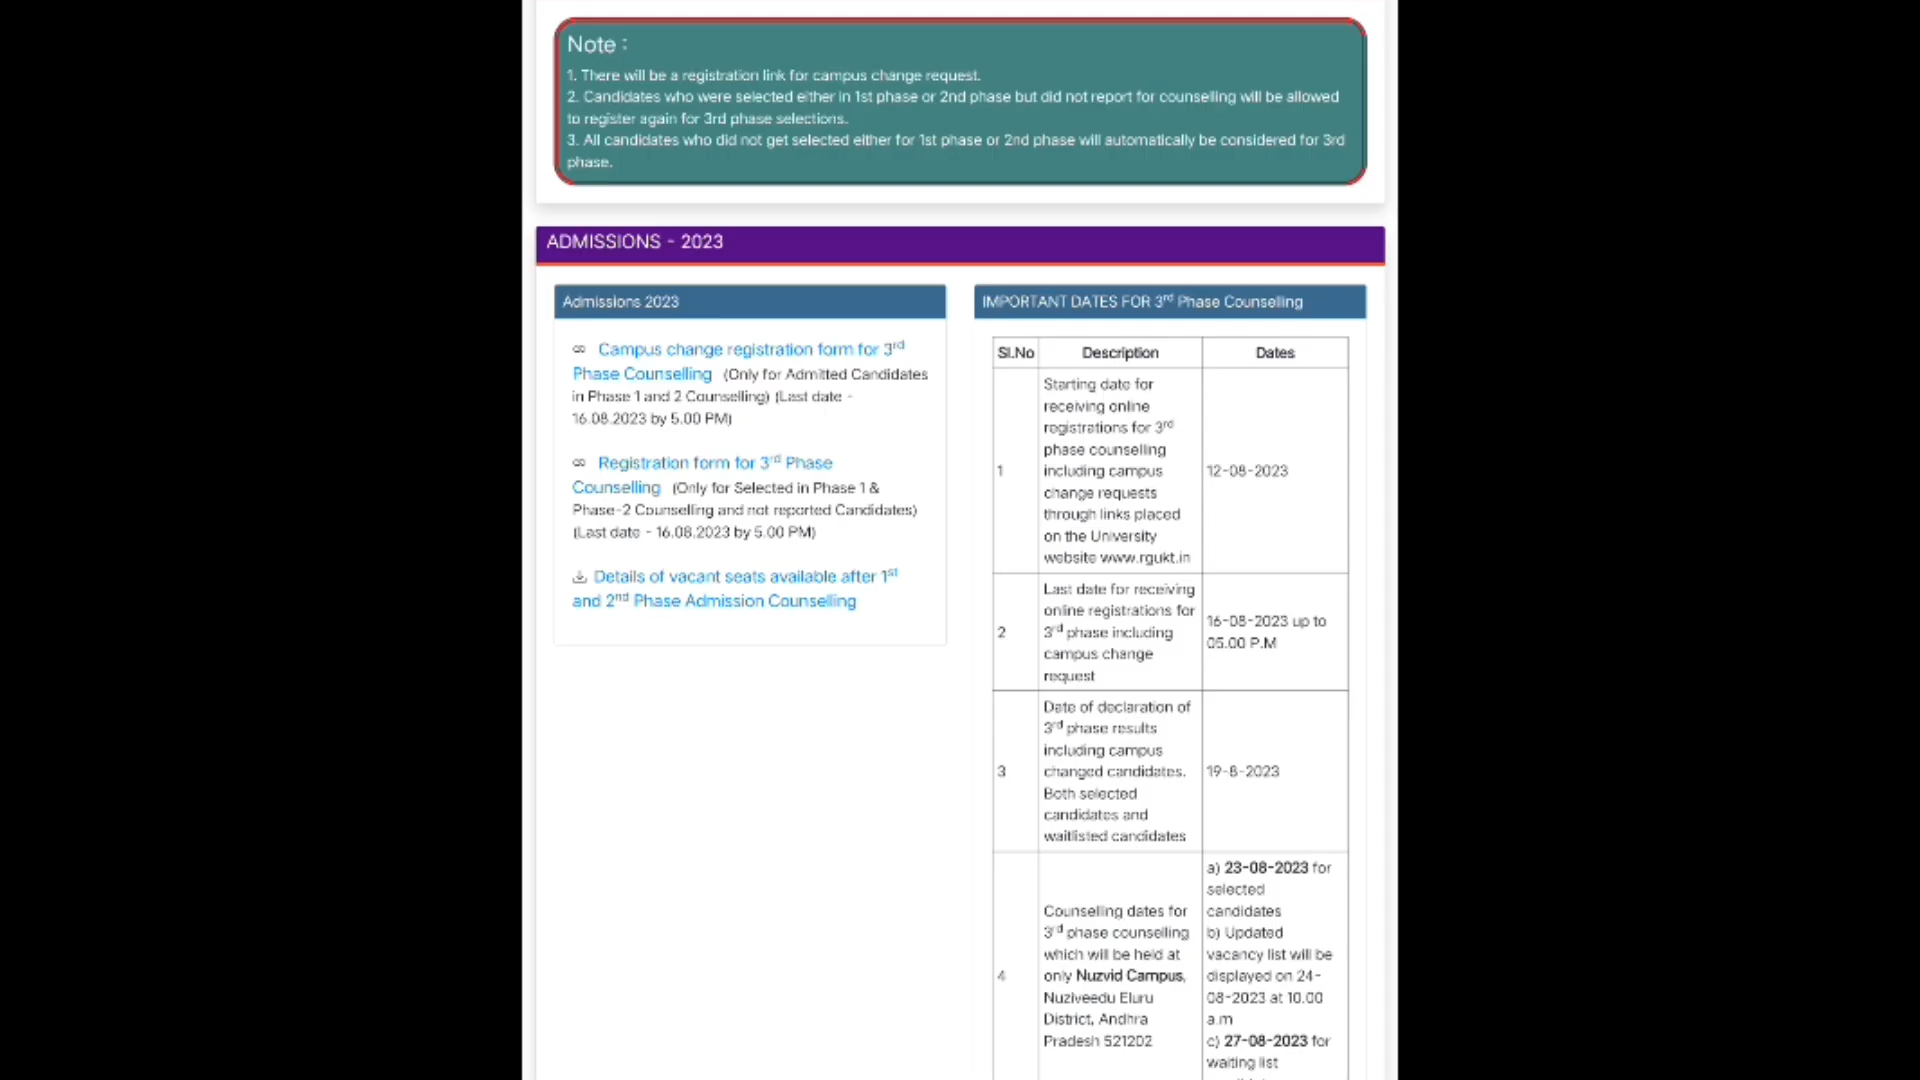 Note :
1. There will be a registration link for campus change request.
2. Candidates who were selected either in 1st phase or 2nd phase but did not report for counselling will be allowed
to register again for 3rd phase selections.
3. All candidates who did not get selected either for 1st phase or 2nd phase will automatically be considered for 3rd
phase.
ADMISSIONS - 2023
Admissions 2023
Campus change registration form for 3rd
Phase Counselling (Only for Admitted Candidates
in Phase 1 and 2 Counselling) (Last date -
16.08.2023 by 5.00 PM)
Registration form for 3rd Phase
Counselling (Only for Selected in Phase 1 &
Phase-2 Counselling and not reported Candidates)
(Last date - 16.08.2023 by 5.00 PM)
Details of vacant seats available after 1st
and 2nd Phase Admission Counselling
IMPORTANT DATES FOR 3rd Phase Counselling
Sl.No Description Dates
1
Starting date for
receiving online
registrations for 3rd
phase counselling
including campus
change requests
through links placed
on the University
website www.rgukt.in
12-08-2023
2
Last date for receiving
online registrations for
3rd phase including
campus change
request
16-08-2023 up to
05.00 P.M
3
Date of declaration of
3rd phase results
including campus
changed candidates.
Both selected
candidates and
waitlisted candidates
19-8-2023
4
Counselling dates for
3rd phase counselling
which will be held at
only Nuzvid Campus,
Nuziveedu Eluru
District, Andhra
Pradesh 521202
a) 23-08-2023 for
selected
candidates
b) Updated
vacancy list will be
displayed on 24-
08-2023 at 10.00
a.m
c) 27-08-2023 for
waiting list